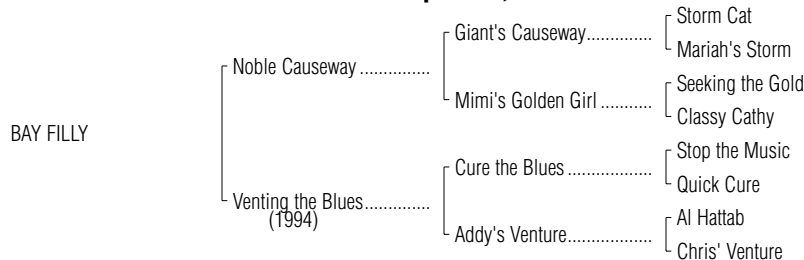 Storm Cat
Giant's Causeway..............
Mariah's Storm
Noble Causeway ...............
Seeking the Gold
Mimi's Golden Girl ...........
Classy Cathy
BAY FILLY
Stop the Music
Cure the Blues ..................
Quick Cure
Venting the Blues..............
(1994)
Al Hattab
Addy's Venture..................
Chris' Venture